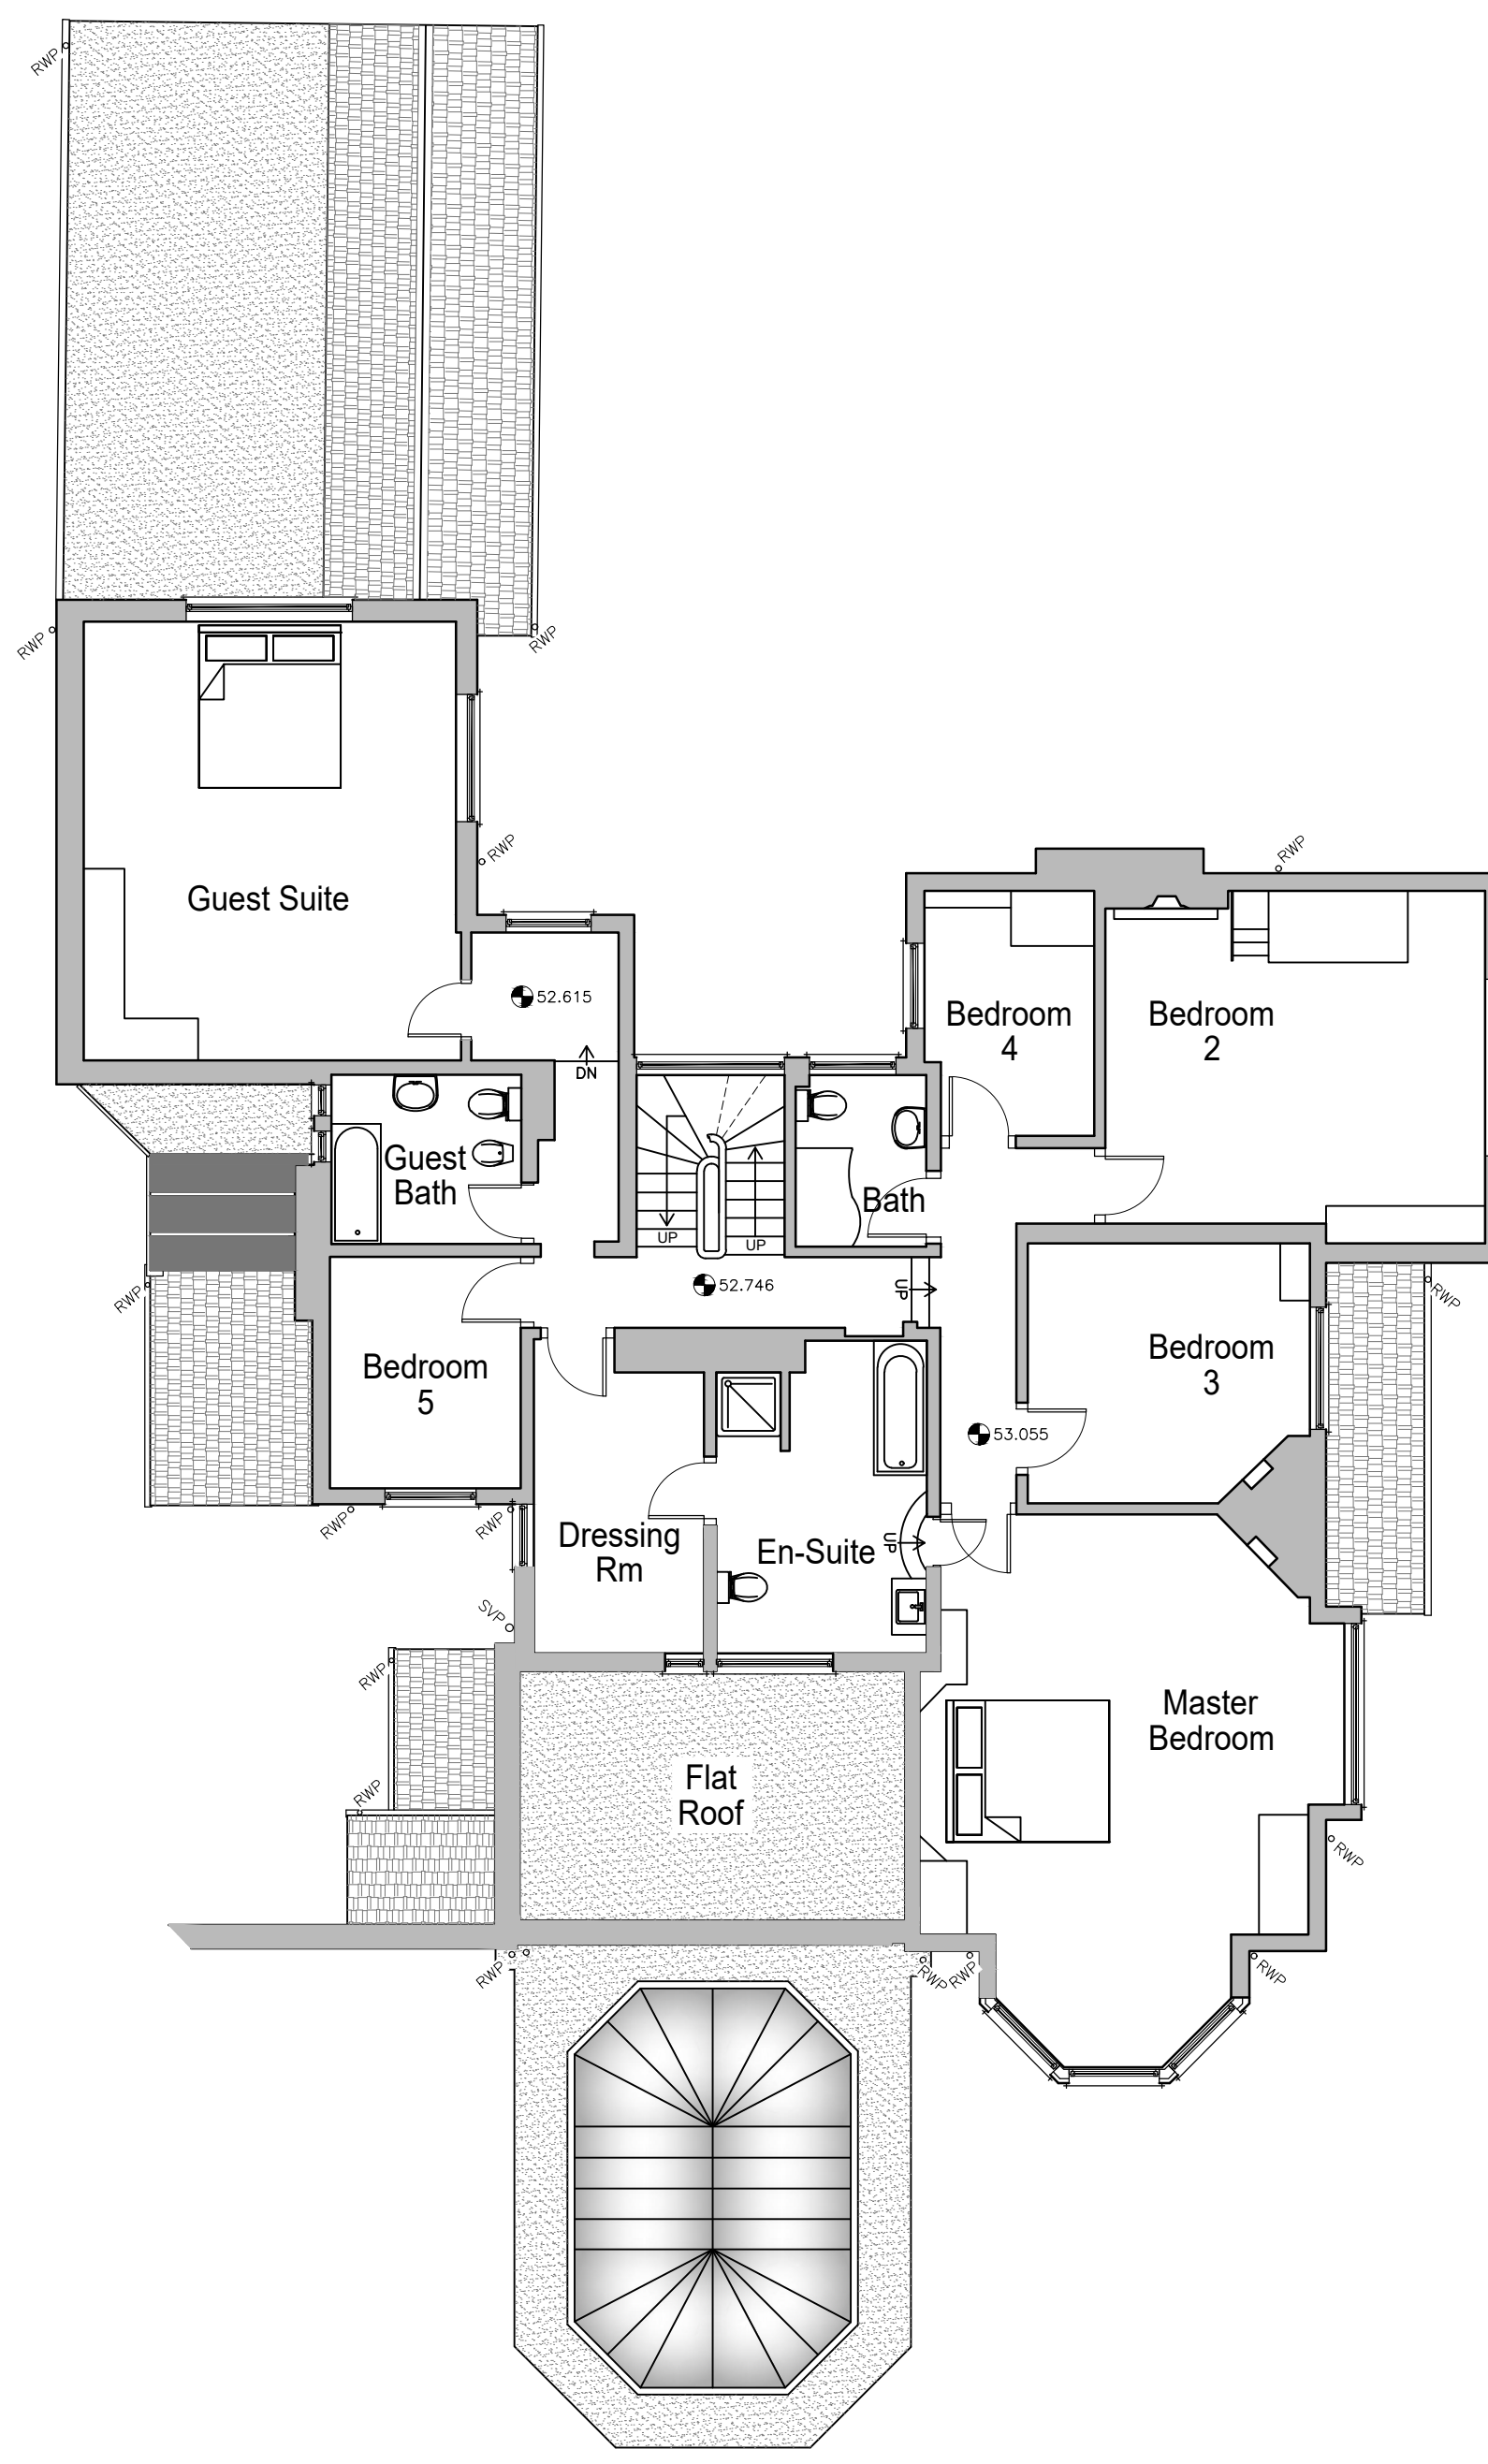 RWP
RWP
RWP
RWP
RWP
Guest Suite
52.615
DN
Bedroom
4
Bedroom
2
Guest
Bath
Bath
UP
UP
52.746
UP
RWP
RWP
Bedroom
5
Bedroom
3
53.055
RWP
RWP
Dressing
Rm
En-Suite
UP
SVP
RWP
Master
Bedroom
Flat
Roof
RWP
RWP
RWP
RWP
RWP
RWP